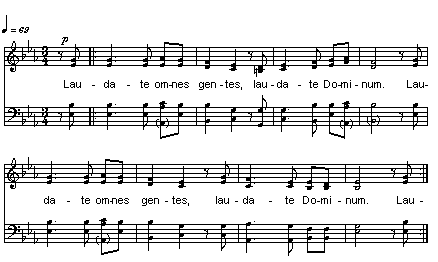 ♩ = 69
p
Lau - da - te om-nes gen - tes, lau - da - te Do-mi - num. Lau-
da - te om-nes gen - tes, lau - da - te Do-mi - num. Lau -